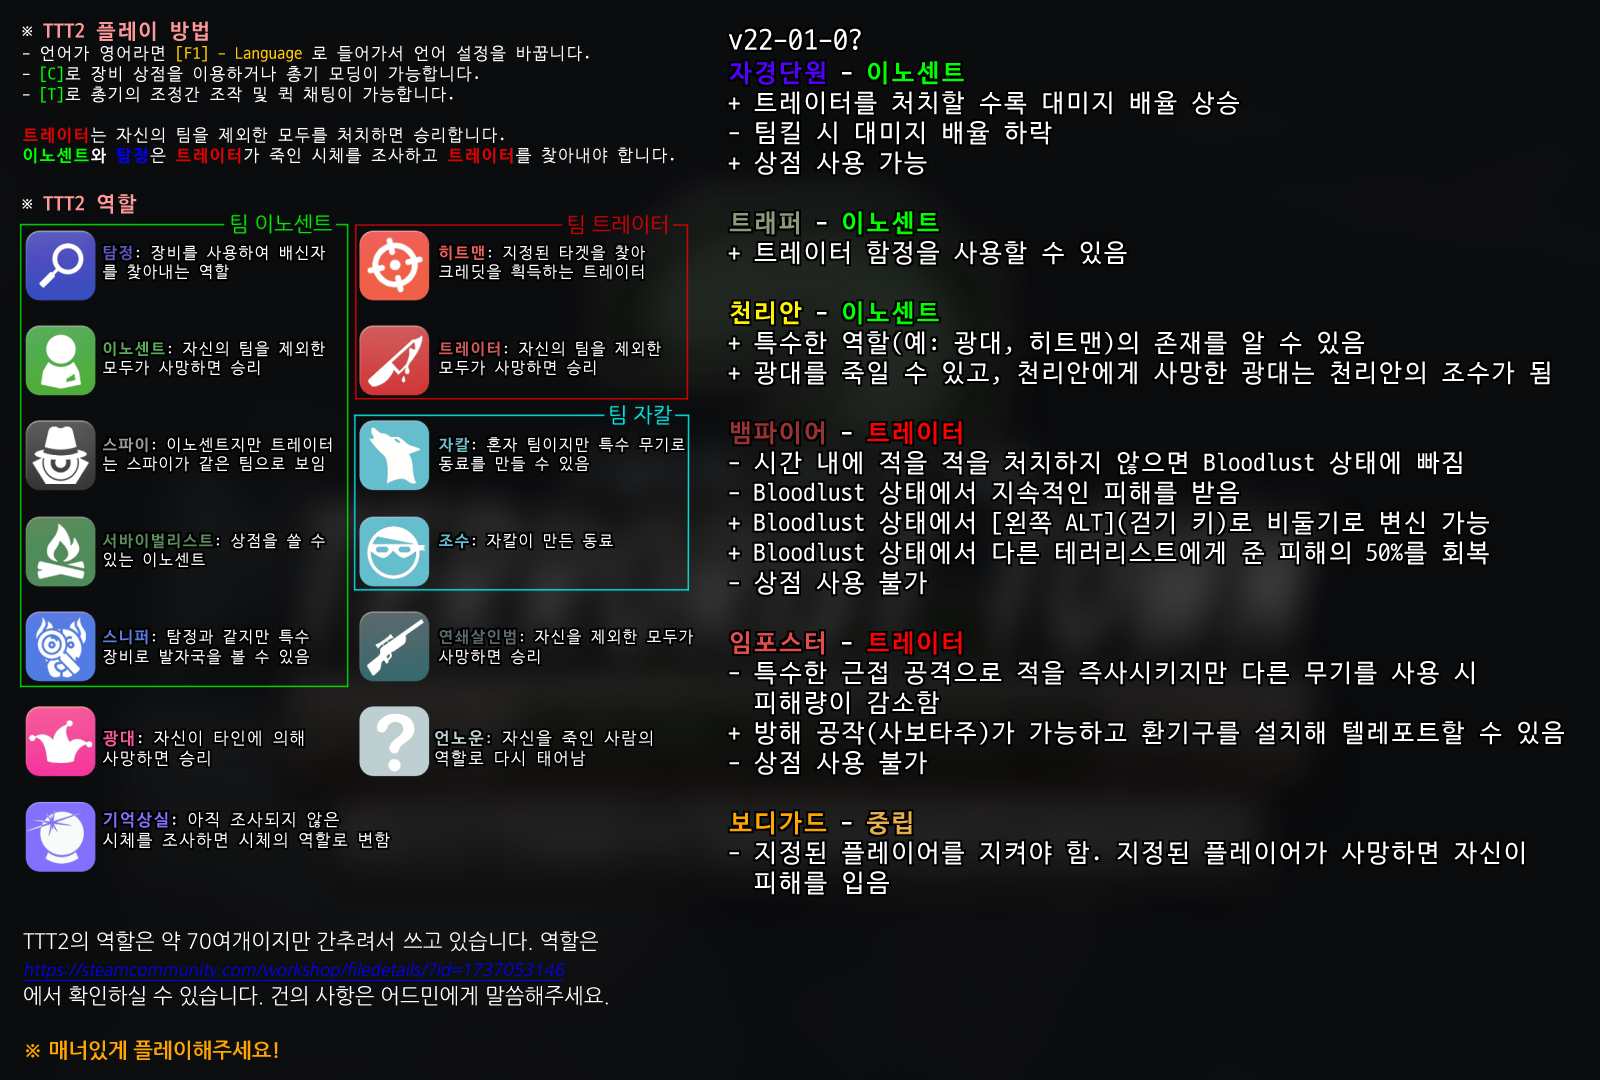 ※ TTT2 플레이 방법
- 언어가 영어라면 [F1] - Language 로 들어가서 언어 설정을 바꿉니다.
- [C]로 장비 상점을 이용하거나 총기 모딩이 가능합니다.
- [T]로 총기의 조정간 조작 및 퀵 채팅이 가능합니다.
트레이터는 자신의 팀을 제외한 모두를 처치하면 승리합니다.
이노센트와 탐정은 트레이터가 죽인 시체를 조사하고 트레이터를 찾아내야 합니다.
※ TTT2 역할
팀 이노센트
탐정: 장비를 사용하여 배신자
를 찾아내는 역할
이노센트: 자신의 팀을 제외한
모두가 사망하면 승리
스파이: 이노센트지만 트레이터
는 스파이가 같은 팀으로 보임
서바이벌리스트: 상점을 쓸 수
있는 이노센트
스니퍼: 탐정과 같지만 특수
장비로 발자국을 볼 수 있음
팀 트레이터
히트맨: 지정된 타겟을 찾아
크레딧을 획득하는 트레이터
트레이터: 자신의 팀을 제외한
모두가 사망하면 승리
팀 자칼
자칼: 혼자 팀이지만 특수 무기로
동료를 만들 수 있음
조수: 자칼이 만든 동료
연쇄살인범: 자신을 제외한 모두가
사망하면 승리
광대: 자신이 타인에 의해
사망하면 승리
언노운: 자신을 죽인 사람의
역할로 다시 태어남
기억상실: 아직 조사되지 않은
시체를 조사하면 시체의 역할로 변함
TTT2의 역할은 약 70여개이지만 간추려서 쓰고 있습니다. 역할은
https://steamcommunity.com/workshop/filedetails/?id=1737053146
에서 확인하실 수 있습니다. 건의 사항은 어드민에게 말씀해주세요.
※ 매너있게 플레이해주세요!
v22-01-0?
자경단원 - 이노센트
+ 트레이터를 처치할 수록 대미지 배율 상승
- 팀킬 시 대미지 배율 하락
+ 상점 사용 가능
트래퍼 - 이노센트
+ 트레이터 함정을 사용할 수 있음
천리안 - 이노센트
+ 특수한 역할(예: 광대, 히트맨)의 존재를 알 수 있음
+ 광대를 죽일 수 있고, 천리안에게 사망한 광대는 천리안의 조수가 됨
뱀파이어 - 트레이터
- 시간 내에 적을 적을 처치하지 않으면 Bloodlust 상태에 빠짐
- Bloodlust 상태에서 지속적인 피해를 받음
+ Bloodlust 상태에서 [왼쪽 ALT](걷기 키)로 비둘기로 변신 가능
+ Bloodlust 상태에서 다른 테러리스트에게 준 피해의 50%를 회복
- 상점 사용 불가
임포스터 - 트레이터
- 특수한 근접 공격으로 적을 즉사시키지만 다른 무기를 사용 시
피해량이 감소함
+ 방해 공작(사보타주)가 가능하고 환기구를 설치해 텔레포트할 수 있음
- 상점 사용 불가
보디가드 - 중립
- 지정된 플레이어를 지켜야 함. 지정된 플레이어가 사망하면 자신이
피해를 입음